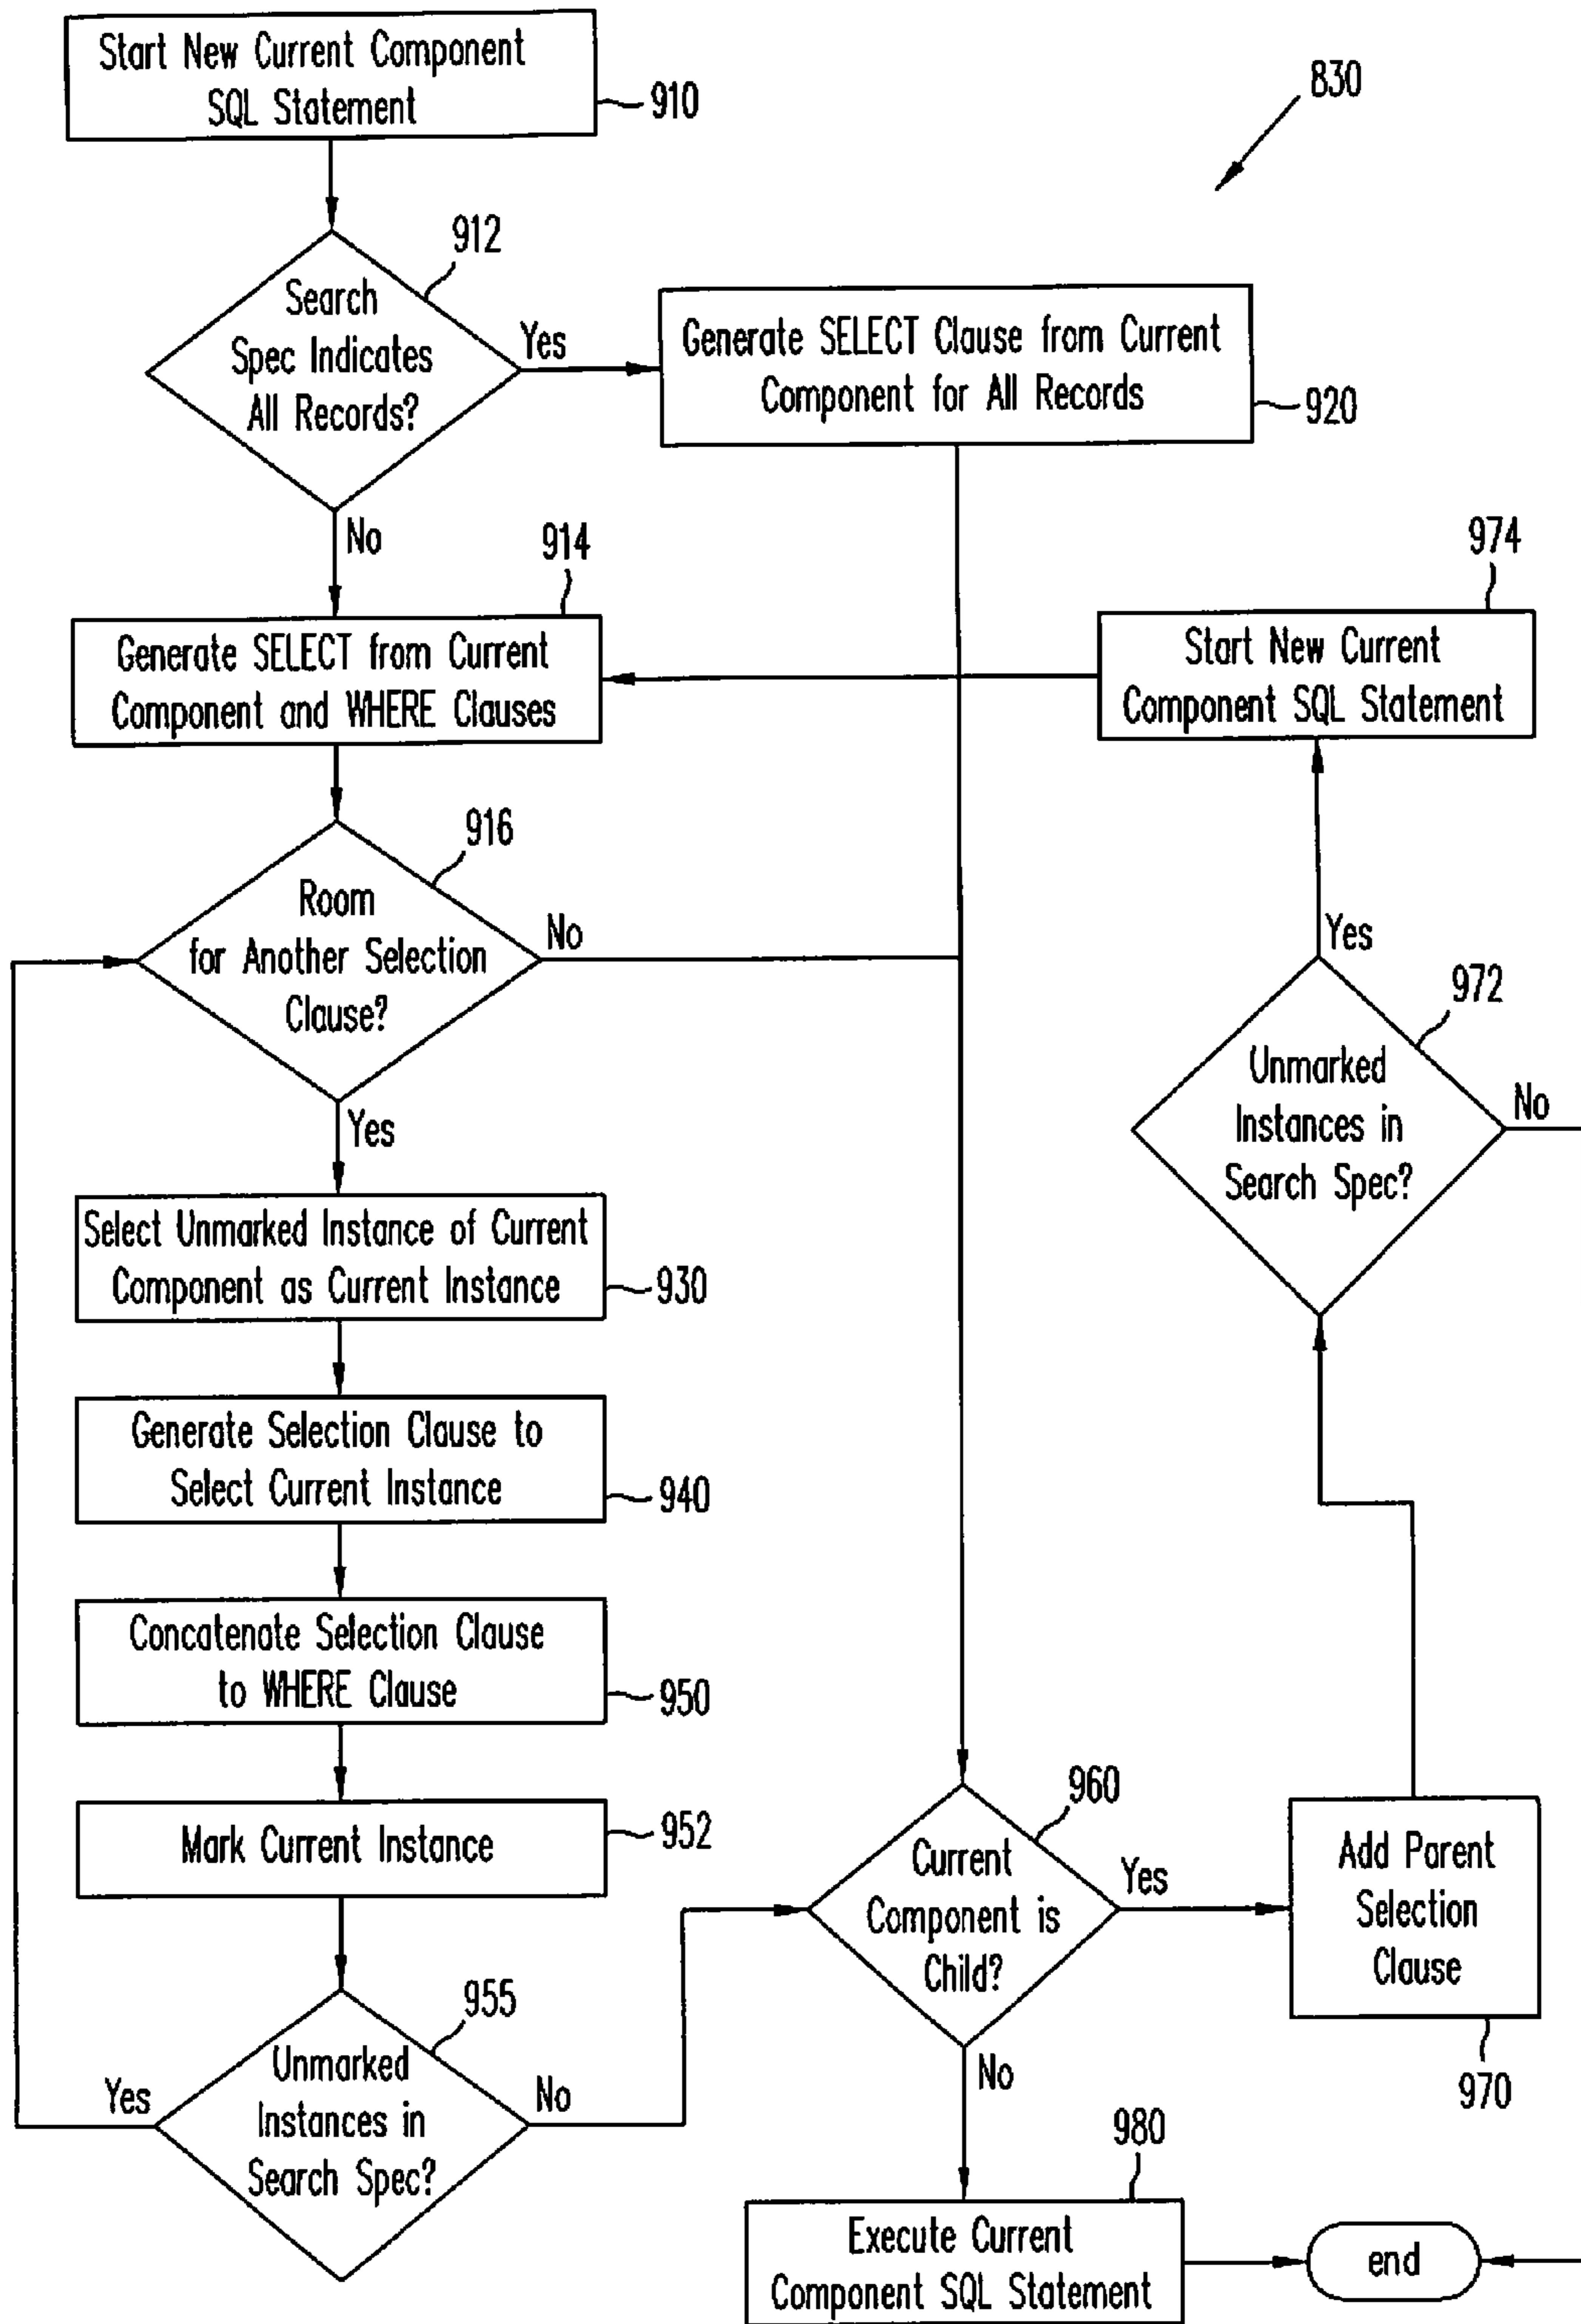 Start New Current Component
SQL Statement
910
830
912
Search
Spec Indicates
All Records?
Yes
Generate SELECT Clause from Current
Component for All Records
920
No
914
Generate SELECT from Current
Component and WHERE Clauses
974
Start New Current
Component SQL Statement
916
Room
for Another Selection
Clause?
No
Yes
Yes
972
Unmarked
Instances in
Search Spec?
No
Select Unmarked Instance of Current
Component as Current Instance
930
Generate Selection Clause to
Select Current Instance
940
Concatenate Selection Clause
to WHERE Clause
950
Mark Current Instance
952
960
Current
Component is
Child?
Yes
Add Parent
Selection
Clause
970
955
Unmarked
Instances in
Search Spec?
Yes
No
No
980
Execute Current
Component SQL Statement
end